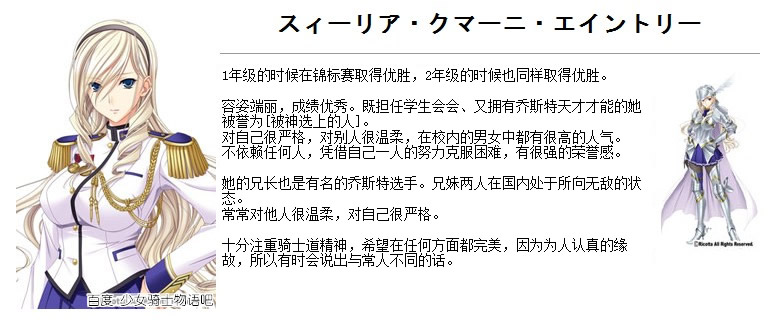 スィーリア・クマーニ・エイントリー
1年级的时候在锦标赛取得优胜，2年级的时候也同样取得优胜。
容姿端丽，成绩优秀。既担任学生会会、又拥有乔斯特天才才能的她
被誉为[被神选上的人]。
对自己很严格，对别人很温柔，在校内的男女中都有很高的人气。
不依赖任何人，凭借自己一人的努力克服困难，有很强的荣誉感。
她的兄长也是有名的乔斯特选手。兄妹两人在国内处于所向无敌的状
态。
常常对他人很温柔，对自己很严格。
十分注重骑士道精神，希望在任何方面都完美，因为为人认真的缘
故，所以有时会说出与常人不同的话。
百度:少女骑士物语吧
©Ricotta All Rights Reserved.